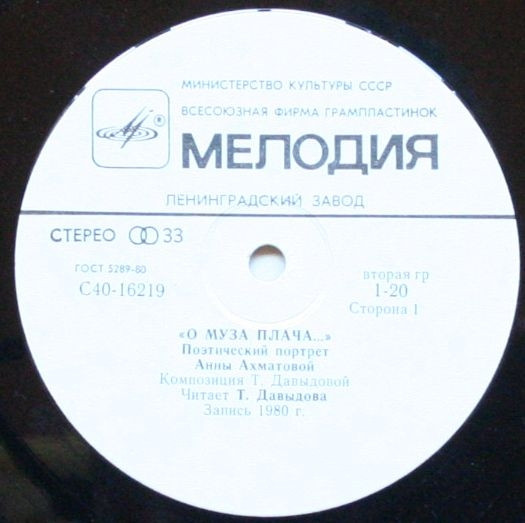 МИНИСТЕРСТВО КУЛЬТУРЫ СССР
ВСЕСОЮЗНАЯ ФИРМА ГРАМПЛАСТИНОК
МЕЛОДИЯ
ЛЕНИНГРАДСКИЙ ЗАВОД
СТЕРЕО 33
ГОСТ 5289-80
С40-16219
вторая гр
1-20
Сторона 1
«О МУЗА ПЛАЧА...»
Поэтический портрет
Анны Ахматовой
Композиция Т. Давыдовой
Читает Т. Давыдова
Запись 1980 г.